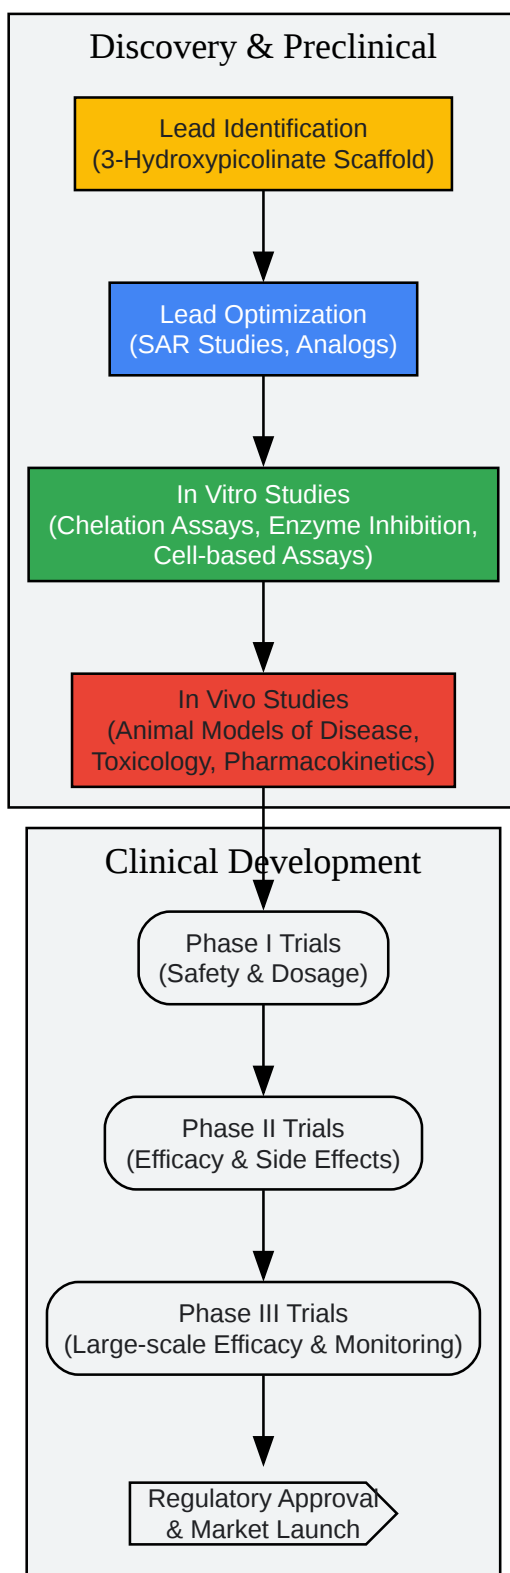 Discovery & Preclinical
Lead Identification
(3-Hydroxypicolinate Scaffold)
Lead Optimization
(SAR Studies, Analogs)
In Vitro Studies
(Chelation Assays, Enzyme Inhibition,
Cell-based Assays)
In Vivo Studies
(Animal Models of Disease,
Toxicology, Pharmacokinetics)
Clinical Development
Phase I Trials
(Safety & Dosage)
Phase II Trials
(Efficacy & Side Effects)
Phase III Trials
(Large-scale Efficacy & Monitoring)
Regulatory Approval
& Market Launch